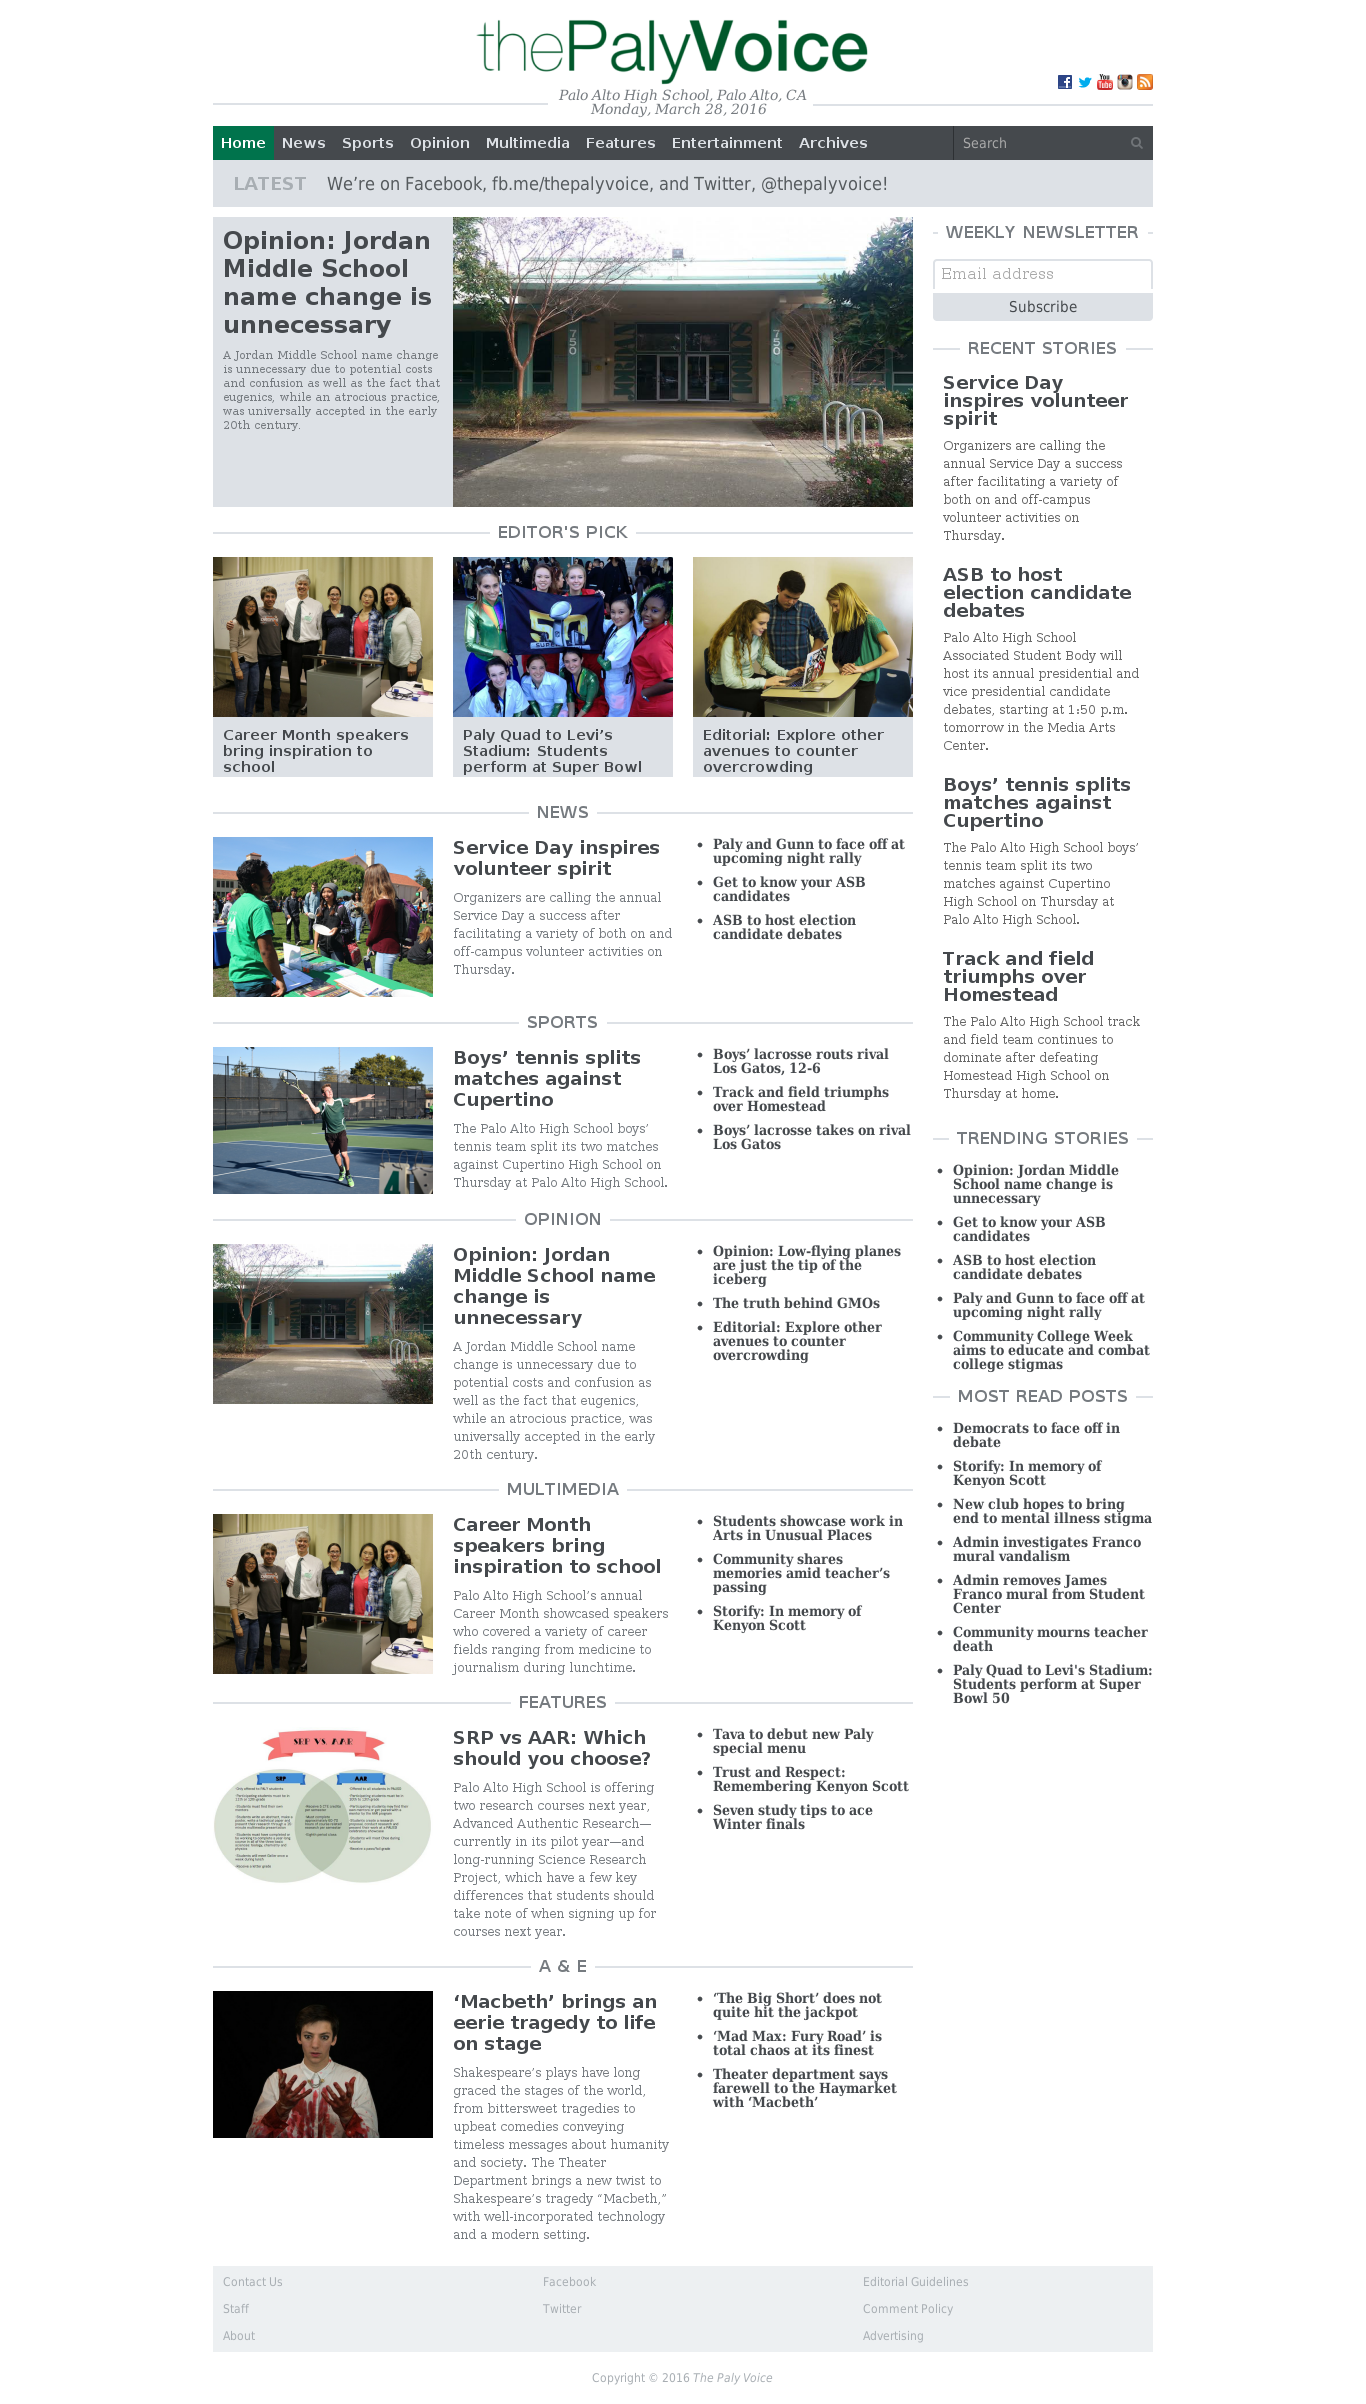 thePalyVoice
Palo Alto High School, Palo Alto, CA
Monday, March 28, 2016
Home News Sports Opinion Multimedia Features Entertainment Archives Search
LATEST We’re on Facebook, fb.me/thepalyvoice, and Twitter, @thepalyvoice!
Opinion: Jordan
Middle School
name change is
unnecessary
A Jordan Middle School name change
is unnecessary due to potential costs
and confusion as well as the fact that
eugenics, while an atrocious practice,
was universally accepted in the early
20th century.
750
750
EDITOR'S PICK
Career Month speakers
bring inspiration to
school
Paly Quad to Levi’s
Stadium: Students
perform at Super Bowl
Editorial: Explore other
avenues to counter
overcrowding
NEWS
Service Day inspires
volunteer spirit
Organizers are calling the annual
Service Day a success after
facilitating a variety of both on and
off-campus volunteer activities on
Thursday.
• Paly and Gunn to face off at
upcoming night rally
• Get to know your ASB
candidates
• ASB to host election
candidate debates
SPORTS
Boys’ tennis splits
matches against
Cupertino
The Palo Alto High School boys’
tennis team split its two matches
against Cupertino High School on
Thursday at Palo Alto High School.
• Boys’ lacrosse routs rival
Los Gatos, 12-6
• Track and field triumphs
over Homestead
• Boys’ lacrosse takes on rival
Los Gatos
OPINION
Opinion: Jordan
Middle School name
change is
unnecessary
A Jordan Middle School name
change is unnecessary due to
potential costs and confusion as
well as the fact that eugenics,
while an atrocious practice, was
universally accepted in the early
20th century.
• Opinion: Low-flying planes
are just the tip of the
iceberg
• The truth behind GMOs
• Editorial: Explore other
avenues to counter
overcrowding
MULTIMEDIA
Career Month
speakers bring
inspiration to school
Palo Alto High School’s annual
Career Month showcased speakers
who covered a variety of career
fields ranging from medicine to
journalism during lunchtime.
• Students showcase work in
Arts in Unusual Places
• Community shares
memories amid teacher’s
passing
• Storify: In memory of
Kenyon Scott
FEATURES
SRP VS AAR
SRP AAR
SRP vs AAR: Which
should you choose?
Palo Alto High School is offering
two research courses next year,
Advanced Authentic Research—
currently in its pilot year—and
long-running Science Research
Project, which have a few key
differences that students should
take note of when signing up for
courses next year.
• Tava to debut new Paly
special menu
• Trust and Respect:
Remembering Kenyon Scott
• Seven study tips to ace
Winter finals
A & E
‘Macbeth’ brings an
eerie tragedy to life
on stage
Shakespeare’s plays have long
graced the stages of the world,
from bittersweet tragedies to
upbeat comedies conveying
timeless messages about humanity
and society. The Theater
Department brings a new twist to
Shakespeare’s tragedy “Macbeth,”
with well-incorporated technology
and a modern setting.
• ‘The Big Short’ does not
quite hit the jackpot
• ‘Mad Max: Fury Road’ is
total chaos at its finest
• Theater department says
farewell to the Haymarket
with ‘Macbeth’
WEEKLY NEWSLETTER
Email address
Subscribe
RECENT STORIES
Service Day
inspires volunteer
spirit
Organizers are calling the
annual Service Day a success
after facilitating a variety of
both on and off-campus
volunteer activities on
Thursday.
ASB to host
election candidate
debates
Palo Alto High School
Associated Student Body will
host its annual presidential and
vice presidential candidate
debates, starting at 1:50 p.m.
tomorrow in the Media Arts
Center.
Boys’ tennis splits
matches against
Cupertino
The Palo Alto High School boys’
tennis team split its two
matches against Cupertino
High School on Thursday at
Palo Alto High School.
Track and field
triumphs over
Homestead
The Palo Alto High School track
and field team continues to
dominate after defeating
Homestead High School on
Thursday at home.
TRENDING STORIES
• Opinion: Jordan Middle
School name change is
unnecessary
• Get to know your ASB
candidates
• ASB to host election
candidate debates
• Paly and Gunn to face off at
upcoming night rally
• Community College Week
aims to educate and combat
college stigmas
MOST READ POSTS
• Democrats to face off in
debate
• Storify: In memory of
Kenyon Scott
• New club hopes to bring
end to mental illness stigma
• Admin investigates Franco
mural vandalism
• Admin removes James
Franco mural from Student
Center
• Community mourns teacher
death
• Paly Quad to Levi's Stadium:
Students perform at Super
Bowl 50
Contact Us
Staff
About
Facebook
Twitter
Editorial Guidelines
Comment Policy
Advertising
Copyright © 2016 The Paly Voice